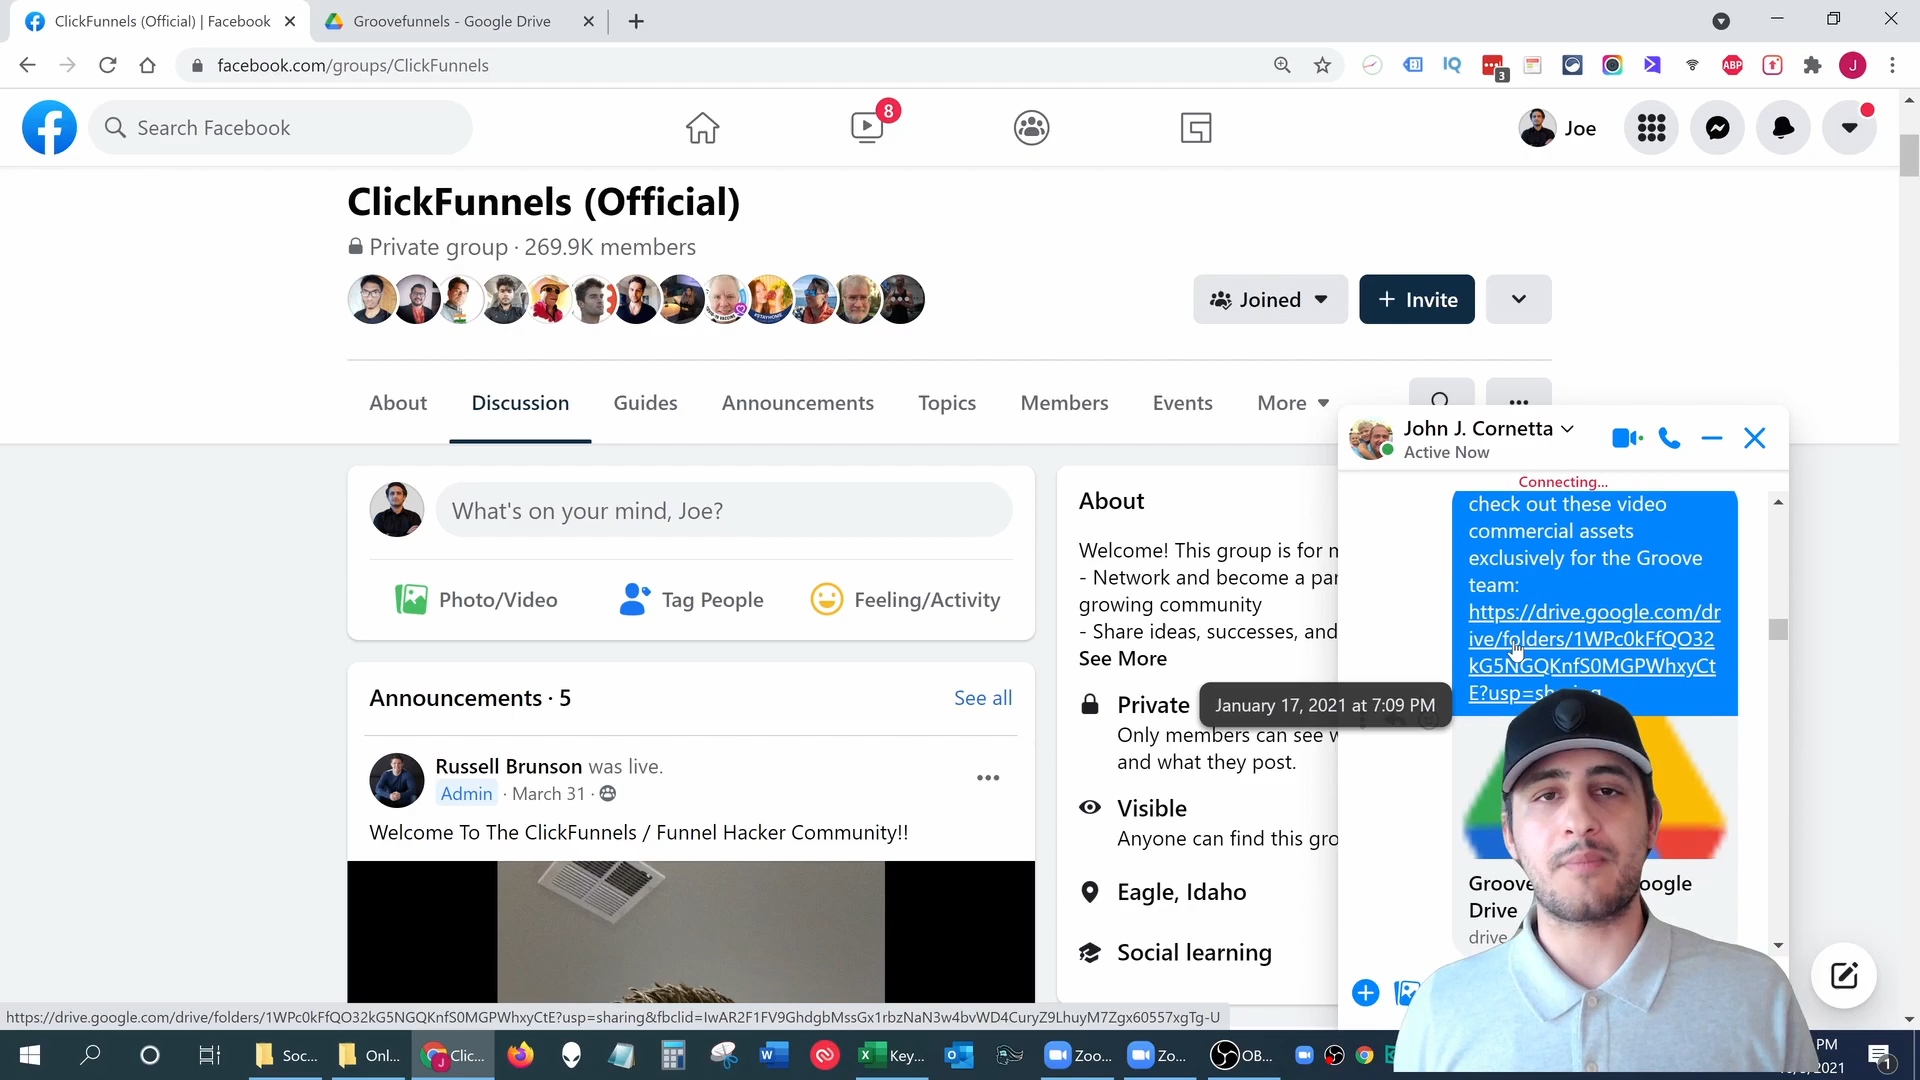 ClickFunnels (Official) | Facebook
Groovefunnels - Google Drive
facebook.com/groups/ClickFunnels
IQ
3
ABP
J
Search Facebook
8
Joe
ClickFunnels (Official)
Private group · 269.9K members
Joined
+ Invite
About
Discussion
Guides
Announcements
Topics
Members
Events
More
What's on your mind, Joe?
Photo/Video
Tag People
Feeling/Activity
Announcements · 5
See all
Russell Brunson was live.
Admin · March 31 ·
Welcome To The ClickFunnels / Funnel Hacker Community!!
About
Welcome! This group is for
- Network and become a
growing community
- Share ideas, successes, and
See More
Private
Only members can see
and what they post.
Visible
Anyone can find this
Eagle, Idaho
Social learning
John J. Cornetta
Active Now
Connecting...
check out these video
commercial assets
exclusively for the Groove
team:
https://drive.google.com/dr
ive/folders/1WPc0kFfQO32
kG5NGQKnfS0MGPWhxyCt
E?usp=sharing
January 17, 2021 at 7:09 PM
Drive
drive
https://drive.google.com/drive/folders/1WPc0kFfQO32kG5NGQKnfS0MGPWhxyCtE?usp=sharing&fbclid=IwAR2F1FV9GhdgbMssGx1rbzNaN3w4bvWD4CuryZ9LhuyM7Zgx60557xgTg-U
Soc...
Onl...
Clic...
Key...
Zoo...
Zo...
OB...
PM
2021
1